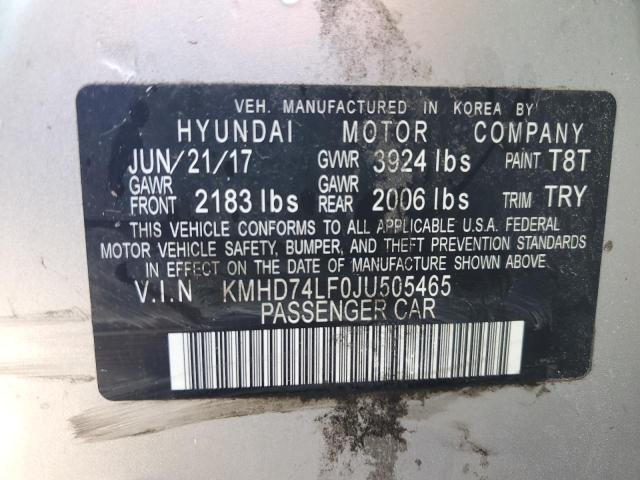 VEH. MANUFACTURED IN KOREA BY
HYUNDAI MOTOR COMPANY
JUN/21/17 GVWR 3924 lbs PAINT T8T
GAWR FRONT 2183 lbs GAWR REAR 2006 lbs TRIM TRY
THIS VEHICLE CONFORMS TO ALL APPLICABLE U.S.A. FEDERAL
MOTOR VEHICLE SAFETY, BUMPER, AND THEFT PREVENTION STANDARDS
IN EFFECT ON THE DATE OF MANUFACTURE SHOWN ABOVE.
V.I.N KMHD74LF0JU505465
PASSENGER CAR